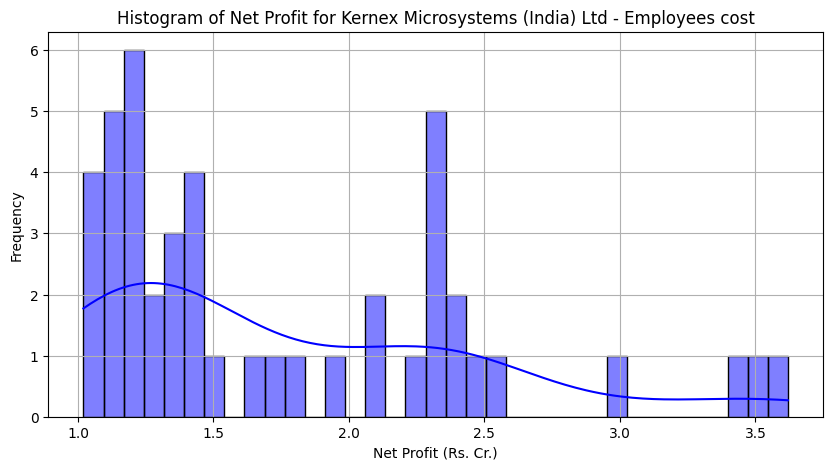 Histogram of Net Profit for Kernex Microsystems (India) Ltd - Employees cost
Frequency
6
5
4
3
2
1
0
1.0 1.5 2.0 2.5 3.0 3.5
Net Profit (Rs. Cr.)